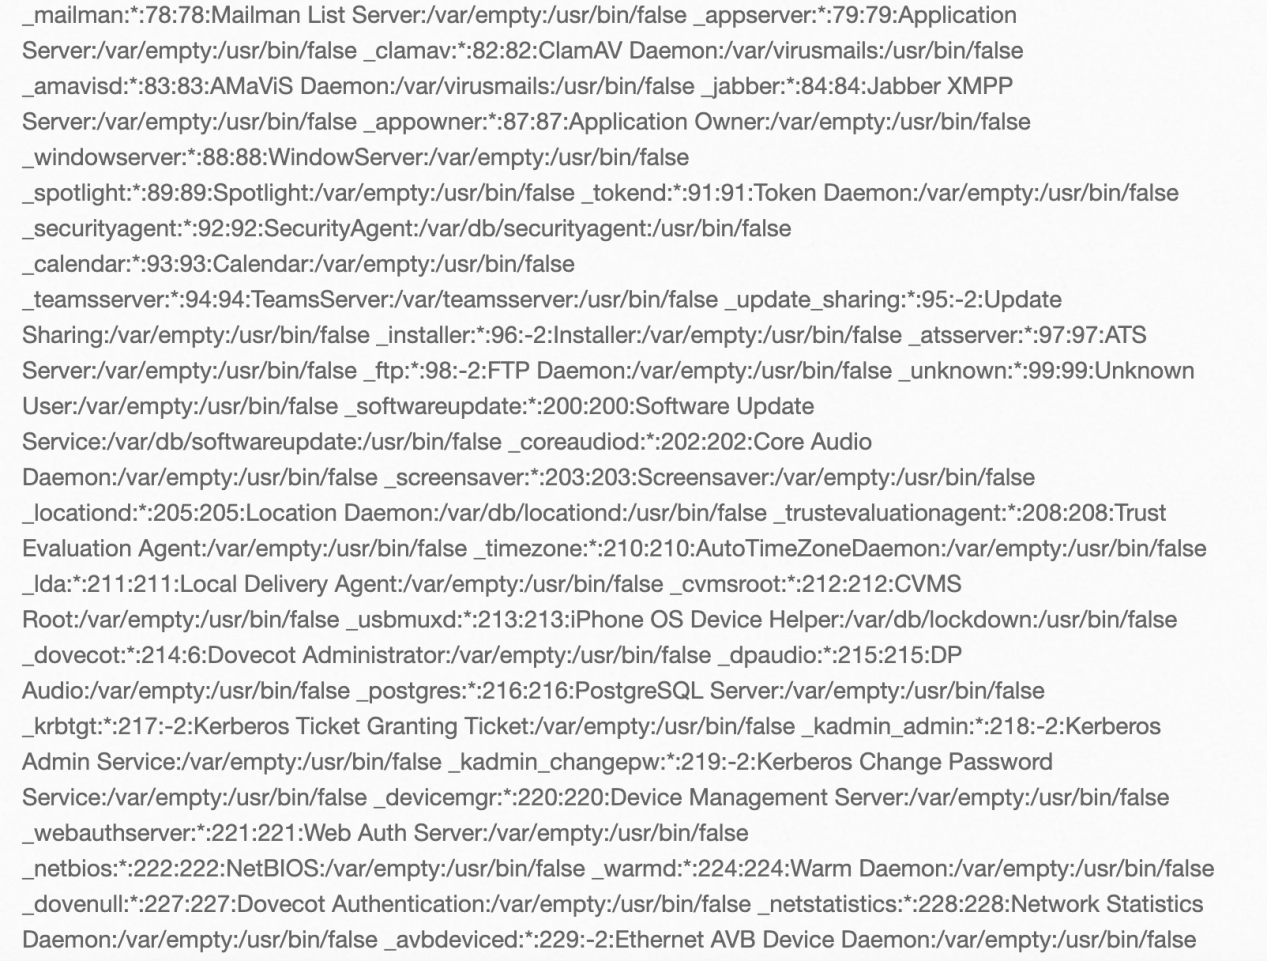 _mailman:*:78:78:Mailman List Server:/var/empty:/usr/bin/false _appserver:*:79:79:Application
Server:/var/empty:/usr/bin/false _clamav:*:82:82:ClamAV Daemon:/var/virusmails:/usr/bin/false
_amavisd:*:83:83:AMaViS Daemon:/var/virusmails:/usr/bin/false _jabber:*:84:84:Jabber XMPP
Server:/var/empty:/usr/bin/false _appowner:*:87:87:Application Owner:/var/empty:/usr/bin/false
_windowserver:*:88:88:WindowServer:/var/empty:/usr/bin/false
_spotlight:*:89:89:Spotlight:/var/empty:/usr/bin/false _tokend:*:91:91:Token Daemon:/var/empty:/usr/bin/false
_securityagent:*:92:92:SecurityAgent:/var/db/securityagent:/usr/bin/false
_calendar:*:93:93:Calendar:/var/empty:/usr/bin/false
_teamsserver:*:94:94:TeamsServer:/var/teamsserver:/usr/bin/false _update_sharing:*:95:-2:Update
Sharing:/var/empty:/usr/bin/false _installer:*:96:-2:Installer:/var/empty:/usr/bin/false _atsserver:*:97:97:ATS
Server:/var/empty:/usr/bin/false _ftp:*:98:-2:FTP Daemon:/var/empty:/usr/bin/false _unknown:*:99:99:Unknown
User:/var/empty:/usr/bin/false _softwareupdate:*:200:200:Software Update
Service:/var/db/softwareupdate:/usr/bin/false _coreaudiod:*:202:202:Core Audio
Daemon:/var/empty:/usr/bin/false _screensaver:*:203:203:Screensaver:/var/empty:/usr/bin/false
_locationd:*:205:205:Location Daemon:/var/db/locationd:/usr/bin/false _trustevaluationagent:*:208:208:Trust
Evaluation Agent:/var/empty:/usr/bin/false _timezone:*:210:210:AutoTimeZoneDaemon:/var/empty:/usr/bin/false
_lda:*:211:211:Local Delivery Agent:/var/empty:/usr/bin/false _cvmsroot:*:212:212:CVMS
Root:/var/empty:/usr/bin/false _usbmuxd:*:213:213:iPhone OS Device Helper:/var/db/lockdown:/usr/bin/false
_dovecot:*:214:6:Dovecot Administrator:/var/empty:/usr/bin/false _dpaudio:*:215:215:DP
Audio:/var/empty:/usr/bin/false _postgres:*:216:216:PostgreSQL Server:/var/empty:/usr/bin/false
_krbtgt:*:217:-2:Kerberos Ticket Granting Ticket:/var/empty:/usr/bin/false _kadmin_admin:*:218:-2:Kerberos
Admin Service:/var/empty:/usr/bin/false _kadmin_changepw:*:219:-2:Kerberos Change Password
Service:/var/empty:/usr/bin/false _devicemgr:*:220:220:Device Management Server:/var/empty:/usr/bin/false
_webauthserver:*:221:221:Web Auth Server:/var/empty:/usr/bin/false
_netbios:*:222:222:NetBIOS:/var/empty:/usr/bin/false _warmd:*:224:224:Warm Daemon:/var/empty:/usr/bin/false
_dovenull:*:227:227:Dovecot Authentication:/var/empty:/usr/bin/false _netstatistics:*:228:228:Network Statistics
Daemon:/var/empty:/usr/bin/false _avbdeviced:*:229:-2:Ethernet AVB Device Daemon:/var/empty:/usr/bin/false